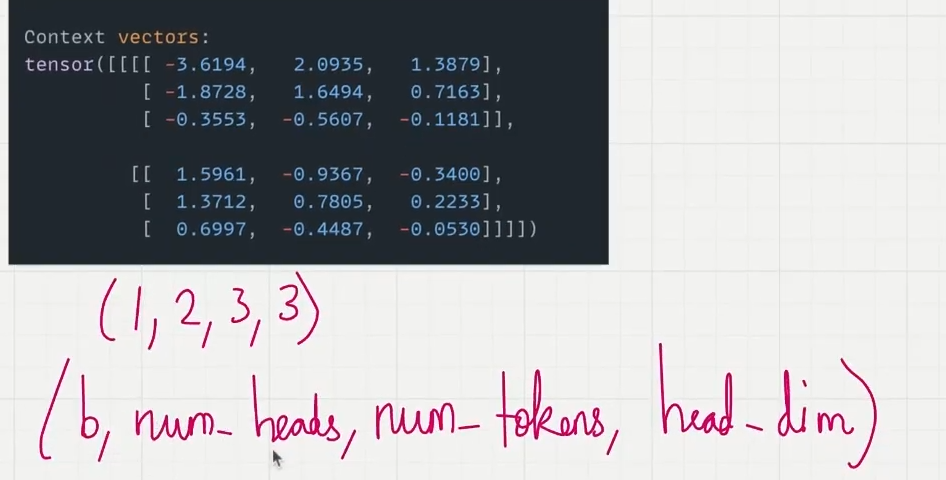 Context vectors:
tensor([[[[ -3.6194, 2.0935, 1.3879],
[ -1.8728, 1.6494, 0.7163],
[ -0.3553, -0.5607, -0.1181]],
[[ 1.5961, -0.9367, -0.3400],
[ 1.3712, 0.7805, 0.2233],
[ 0.6997, -0.4487, -0.0530]]]])
(1, 2, 3, 3)
(b, num_heads, num_tokens, head_dim)